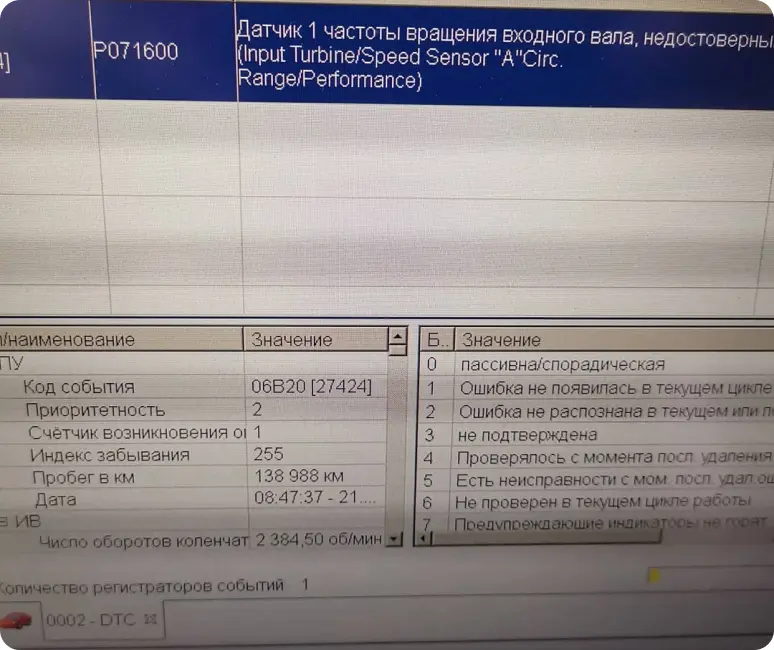 4]
P071600
Датчик 1 частоты вращения входного вала, недостоверны
(Input Turbine/Speed Sensor "A"Circ.
Range/Performance)
/наименование Значение
ПУ
Код события 06B20 [27424]
Приоритетность 2
Счётчик возникновения 1
Индекс забывания 255
Пробег в км 138 988 км
Дата 08:47:37 - 21....
в ИВ
Число оборотов коленчат 2 384,50 об/мин
Б.. Значение
0 пассивна/спорадическая
1 Ошибка не появилась в текущем цикле
2 Ошибка не распознана в текущем или
3 не подтверждена
4 Проверялось с момента посл. удаления
5 Есть неисправности с мом. посл. удал.
6 Не проверен в текущем цикле работы
7 Предупреждающие индикаторы не горят
Количество регистраторов событий 1
0002 - DTC